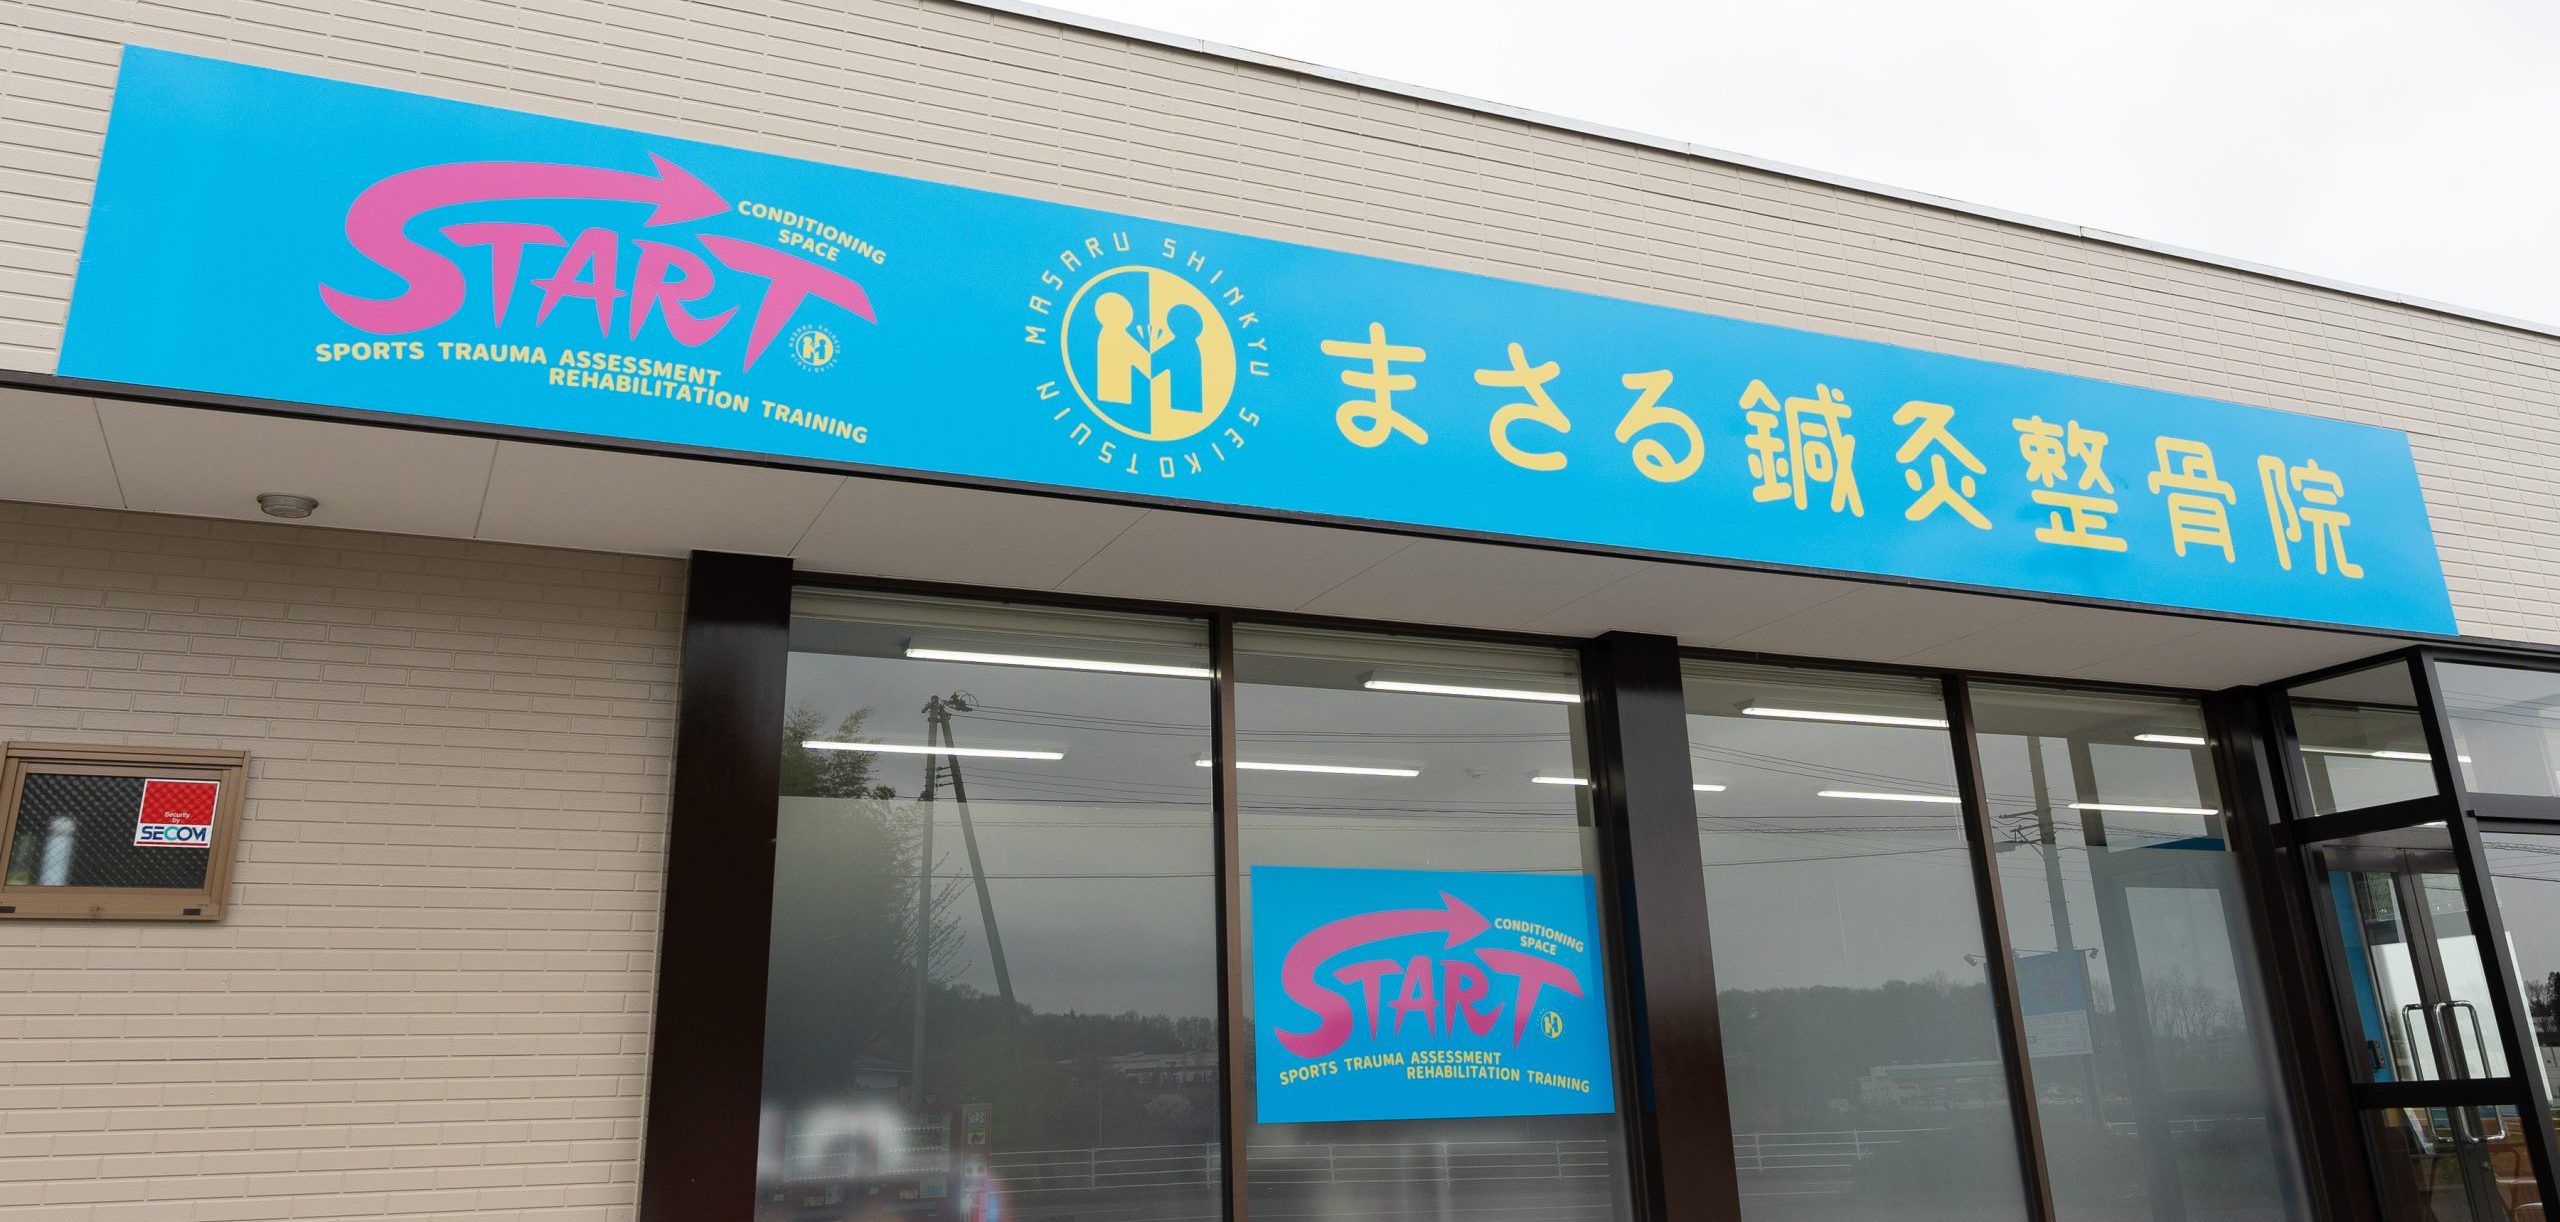 START
CONDITIONING
SPACE
SPORTS TRAUMA ASSESSMENT
REHABILITATION TRAINING
MASARU SHINKYU SEIKOTSUIN
まさる鍼灸整骨院
Security
by
SECOM
START
CONDITIONING
SPACE
SPORTS TRAUMA ASSESSMENT
REHABILITATION TRAINING